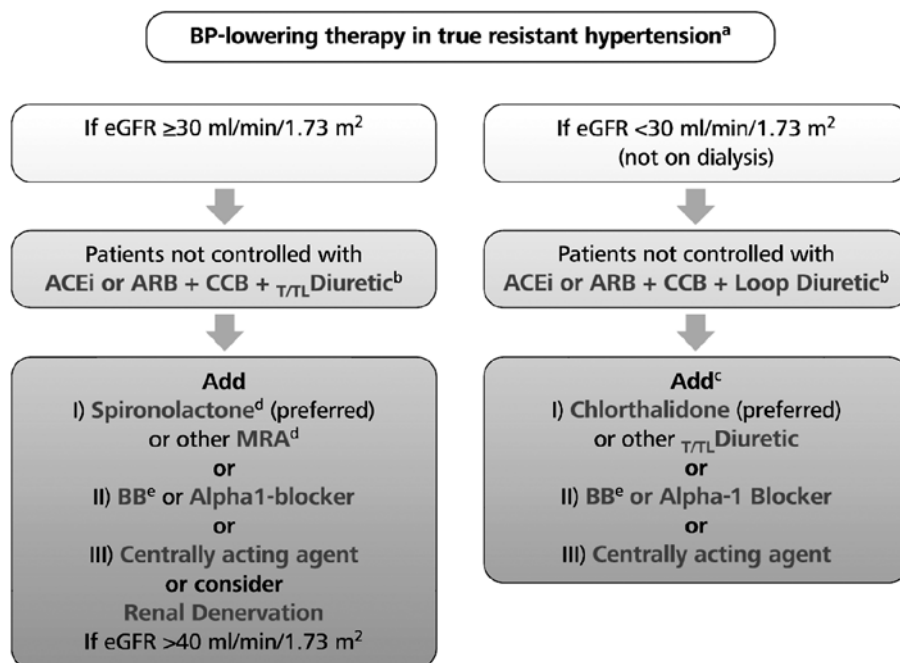 BP-lowering therapy in true resistant hypertensionᵃ
If eGFR ≥30 ml/min/1.73 m²
Patients not controlled with
ACEi or ARB + CCB + T/TLDiureticᵇ
Add
I) Spironolactoneᵈ (preferred)
or other MRAᵈ
or
II) BBᵉ or Alpha1-blocker
or
III) Centrally acting agent
or consider
Renal Denervation
If eGFR >40 ml/min/1.73 m²
If eGFR <30 ml/min/1.73 m²
(not on dialysis)
Patients not controlled with
ACEi or ARB + CCB + Loop Diureticᵇ
Addᶜ
I) Chlorthalidone (preferred)
or other T/TLDiuretic
or
II) BBᵉ or Alpha-1 Blocker
or
III) Centrally acting agent